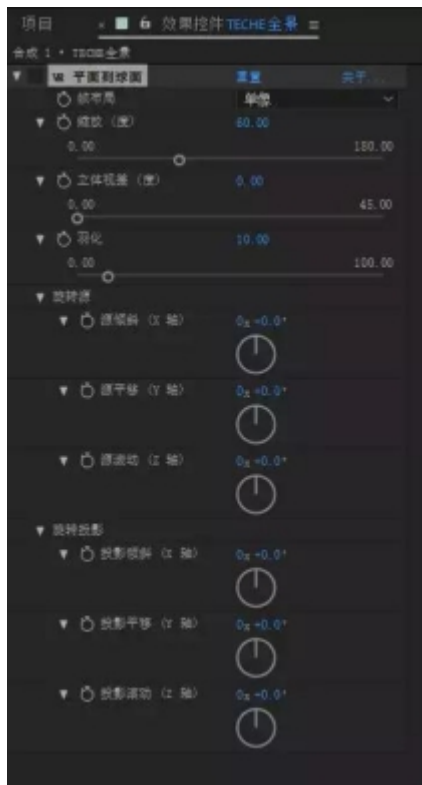 项目 效果控件 TECHE全景
合成 1 • TECHE全景
VR 平面到球面 重置 关于...
帧布局 单像
缩放 (度) 60.00
0.00 180.00
立体视差 (度) 0.00
0.00 45.00
羽化 10.00
0.00 100.00
旋转源
源倾斜 (X 轴) 0x +0.0°
源平移 (Y 轴) 0x +0.0°
源滚动 (Z 轴) 0x +0.0°
旋转投影
投影倾斜 (X 轴) 0x +0.0°
投影平移 (Y 轴) 0x +0.0°
投影滚动 (Z 轴) 0x +0.0°